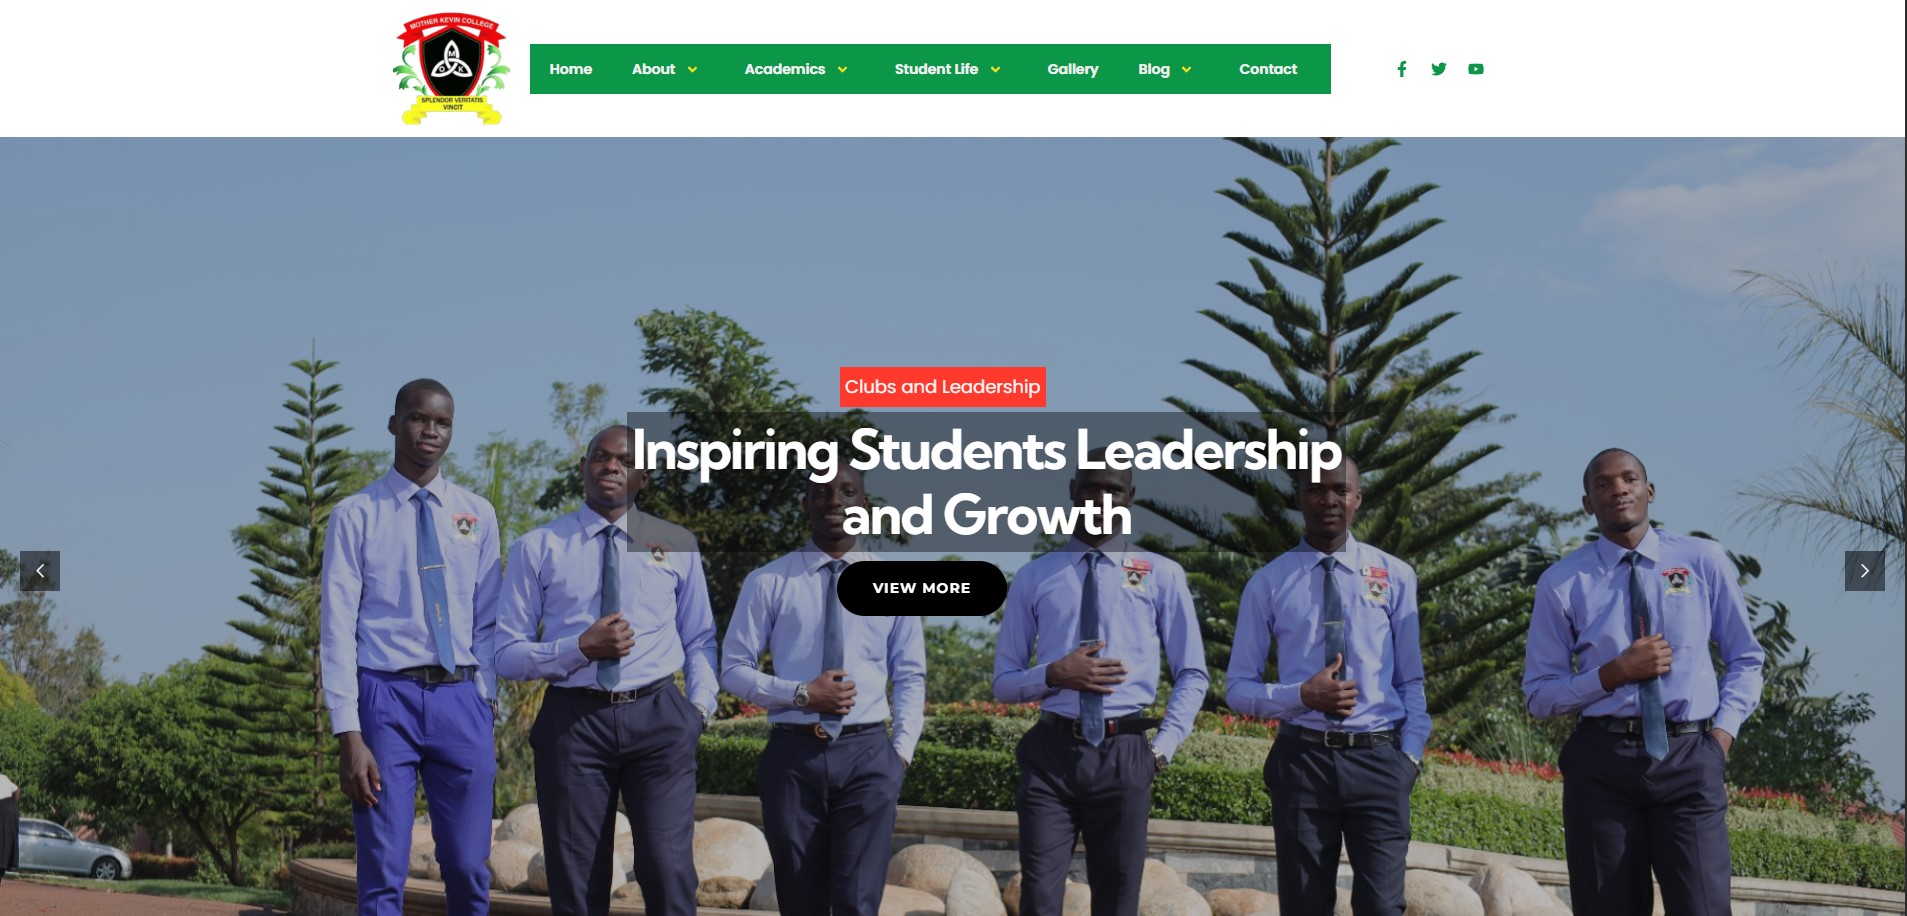 MOTHER KEVIN COLLEGE
M
O K
SPLENDOR VERITATIS
VINCIT
Home About Academics Student Life Gallery Blog Contact
Clubs and Leadership
Inspiring Students Leadership
and Growth
VIEW MORE